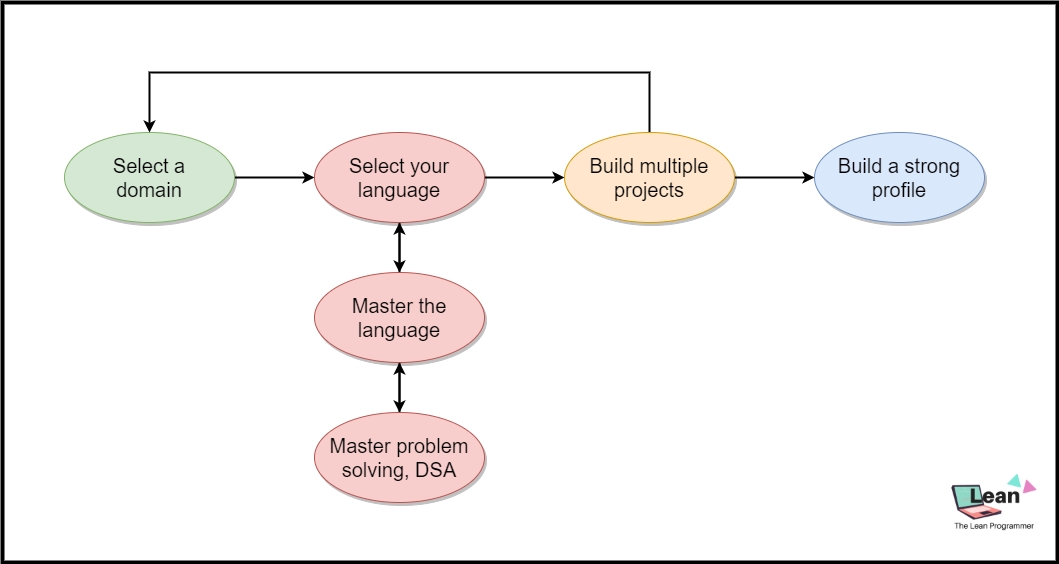 Select a
domain
Select your
language
Build multiple
projects
Build a strong
profile
Master the
language
Master problem
solving, DSA
Lean
The Lean Programmer